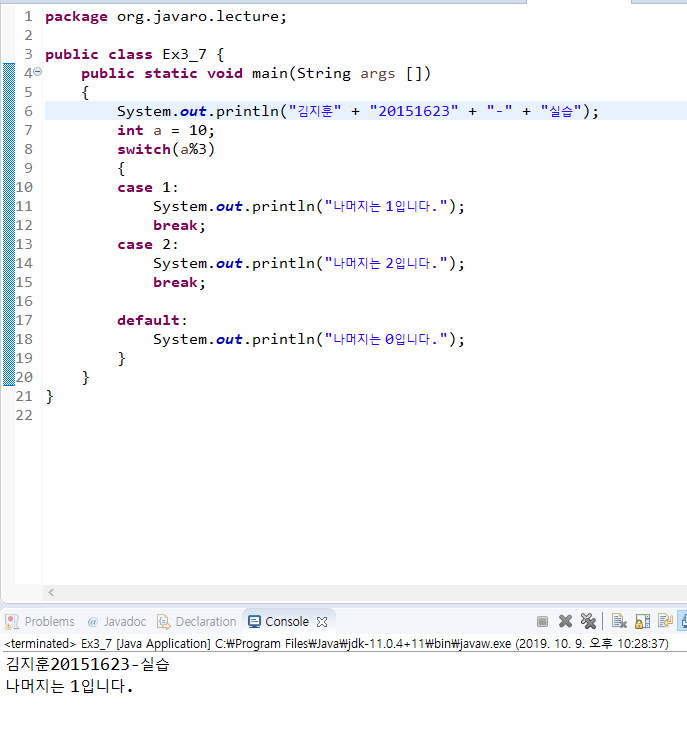 1 package org.javaro.lecture;
2
3 public class Ex3_7 {
4 public static void main(String args [])
5 {
6 System.out.println("김지훈" + "20151623" + "-" + "실습");
7 int a = 10;
8 switch(a%3)
9 {
10 case 1:
11 System.out.println("나머지는 1입니다.");
12 break;
13 case 2:
14 System.out.println("나머지는 2입니다.");
15 break;
16
17 default:
18 System.out.println("나머지는 0입니다.");
19 }
20 }
21 }
22
Problems @ Javadoc Declaration Console
<terminated> Ex3_7 [Java Application] C:₩Program Files₩Java₩jdk-11.0.4+11₩bin₩javaw.exe (2019. 10. 9. 오후 10:28:37)
김지훈20151623-실습
나머지는 1입니다.